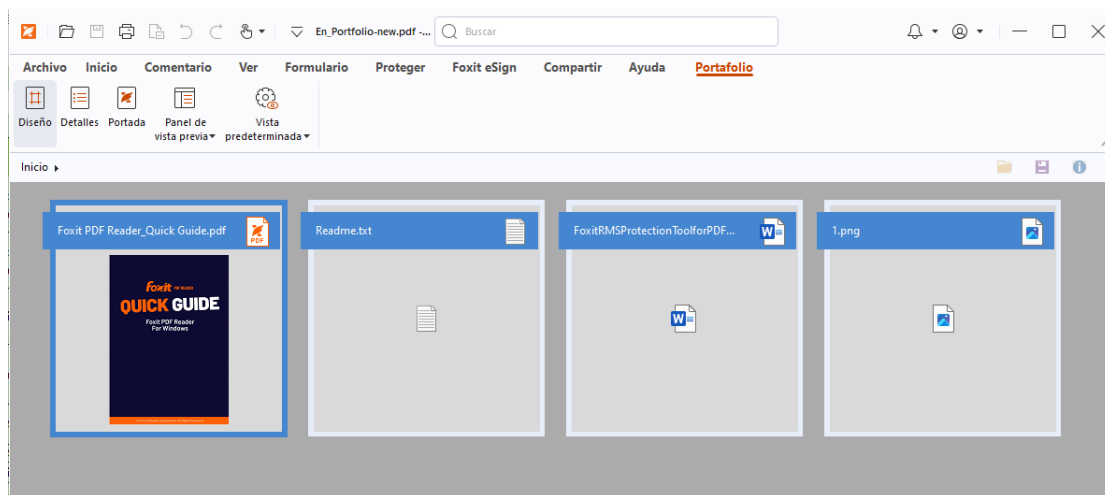 En_Portfolio-new.pdf -...
Buscar
Archivo Inicio Comentario Ver Formulario Proteger Foxit eSign Compartir Ayuda Portafolio
Diseño Detalles Portada Panel de vista previa Vista predeterminada
Inicio
Foxit PDF Reader_Quick Guide.pdf
PDF
Readme.txt
FoxitRMSProtectionToolforPDF...
W
1.png
foxit PDF READER
QUICK GUIDE
Foxit PDF Reader
For Windows
W